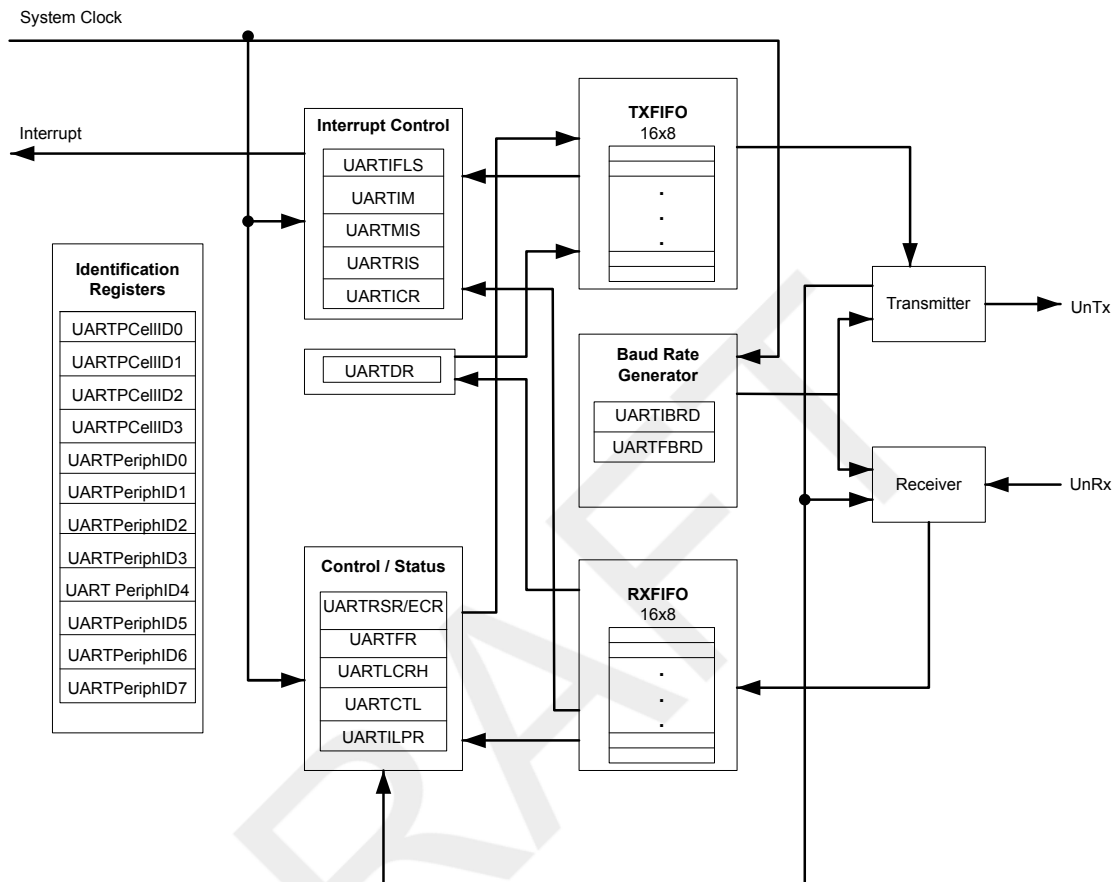 System Clock
Interrupt
Interrupt Control
UARTIFLS
UARTIM
UARTMIS
UARTRIS
UARTICR
TXFIFO
16x8
.
.
.
Identification
Registers
UARTPCellID0
UARTPCellID1
UARTPCellID2
UARTPCellID3
UARTPeriphID0
UARTPeriphID1
UARTPeriphID2
UARTPeriphID3
UART PeriphID4
UARTPeriphID5
UARTPeriphID6
UARTPeriphID7
UARTDR
Baud Rate
Generator
UARTIBRD
UARTFBRD
Transmitter
UnTx
Receiver
UnRx
Control / Status
UARTRSR/ECR
UARTFR
UARTLCRH
UARTCTL
UARTILPR
RXFIFO
16x8
.
.
.
RAFT